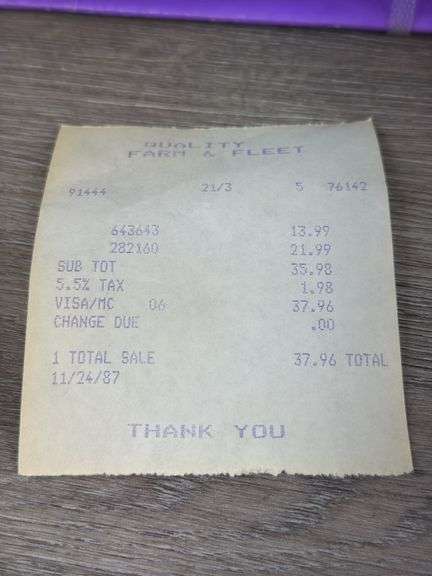 QUALITY
FARM & FLEET
91444 21/3 5 76142
643643 13.99
282160 21.99
SUB TOT 35.98
5.5% TAX 1.98
VISA/MC 06 37.96
CHANGE DUE .00
1 TOTAL SALE 37.96 TOTAL
11/24/87
THANK YOU